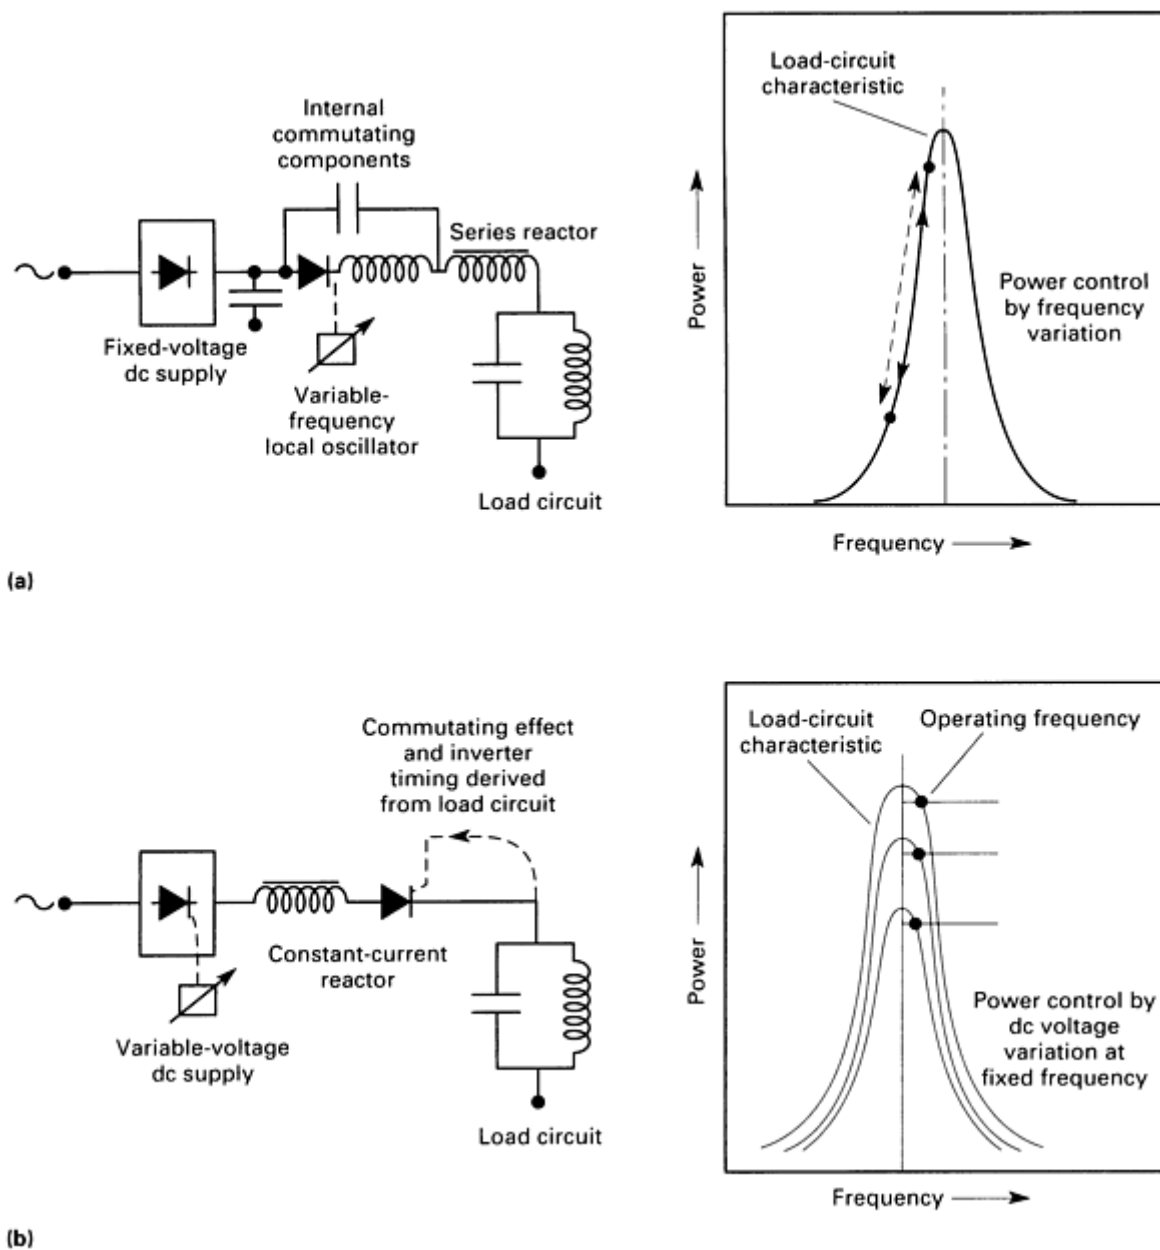 Internal
commutating
components
Series reactor
Fixed-voltage
dc supply
Variable-
frequency
local oscillator
Load circuit
Load-circuit
characteristic
Power
Power control
by frequency
variation
Frequency
(a)
Commutating effect
and inverter
timing derived
from load circuit
Constant-current
reactor
Variable-voltage
dc supply
Load circuit
Load-circuit
characteristic
Operating frequency
Power
Power control by
dc voltage
variation at
fixed frequency
Frequency
(b)